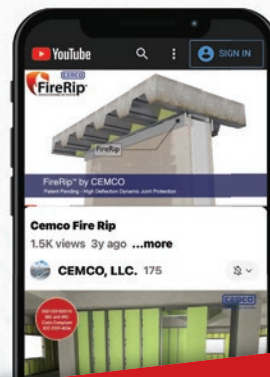 YouTube
SIGN IN
CEMCO
FireRip
FireRip
FireRip™ by CEMCO
Patent Pending - High Deflection Dynamic Joint Protection
Cemco Fire Rip
1.5K views 3y ago ...more
CEMCO, LLC. 175
CEMCO